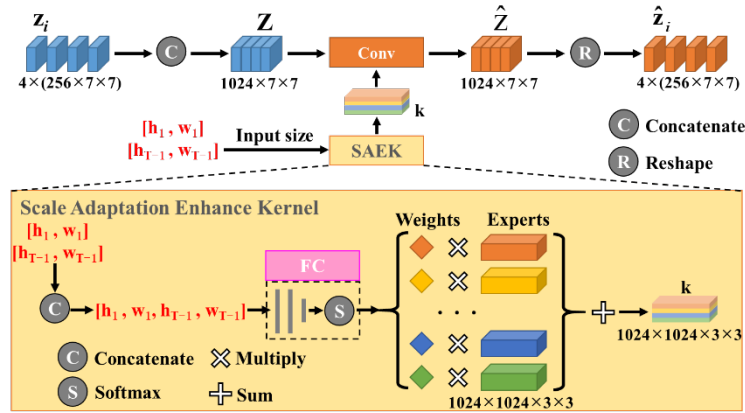 z_i
Z
Ẑ
ẑ_i
C
Conv
R
4×(256×7×7)
1024×7×7
1024×7×7
4×(256×7×7)
k
[h_1, w_1]
[h_{T-1}, w_{T-1}]
Input size
SAEK
C Concatenate
R Reshape
Scale Adaptation Enhance Kernel
[h_1, w_1]
[h_{T-1}, w_{T-1}]
C
[h_1, w_1, h_{T-1}, w_{T-1}]
FC
S
Weights
Experts
. . .
1024×1024×3×3
k
1024×1024×3×3
C Concatenate
Multiply
S Softmax
Sum